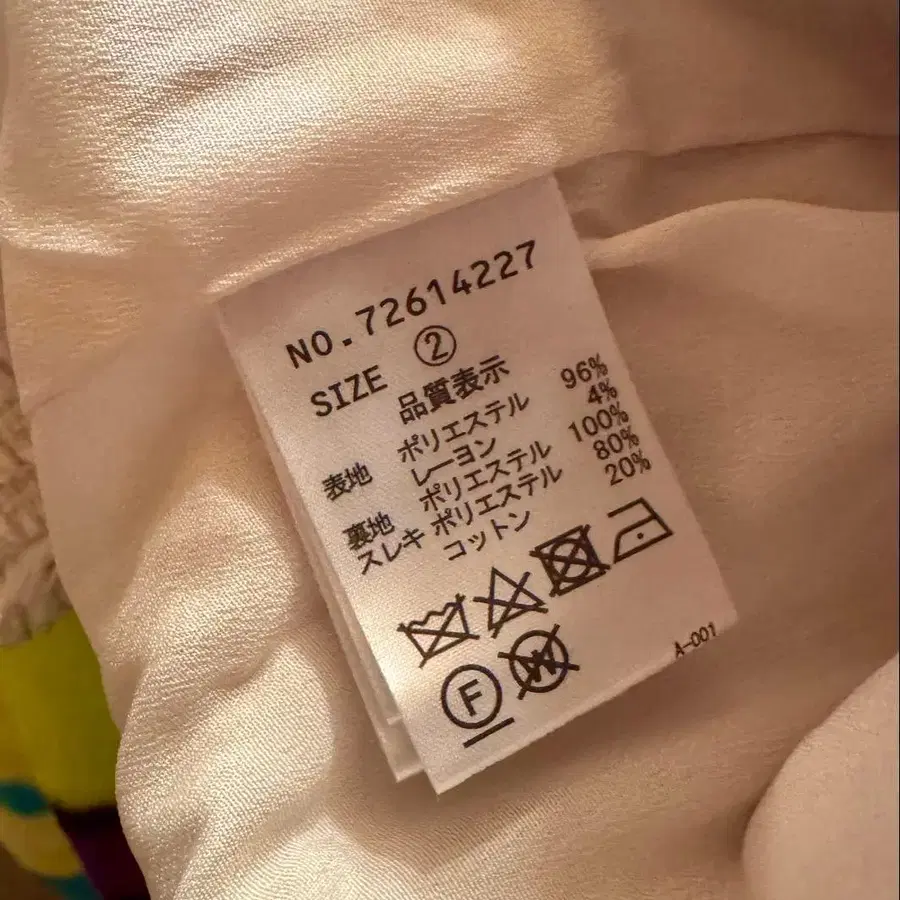 NO.72614227
SIZE ②
品質表示
表地 ポリエステル 96%
レーヨン 4%
裏地 ポリエステル 100%
スレキ ポリエステル 80%
コットン 20%
F
W
A-001